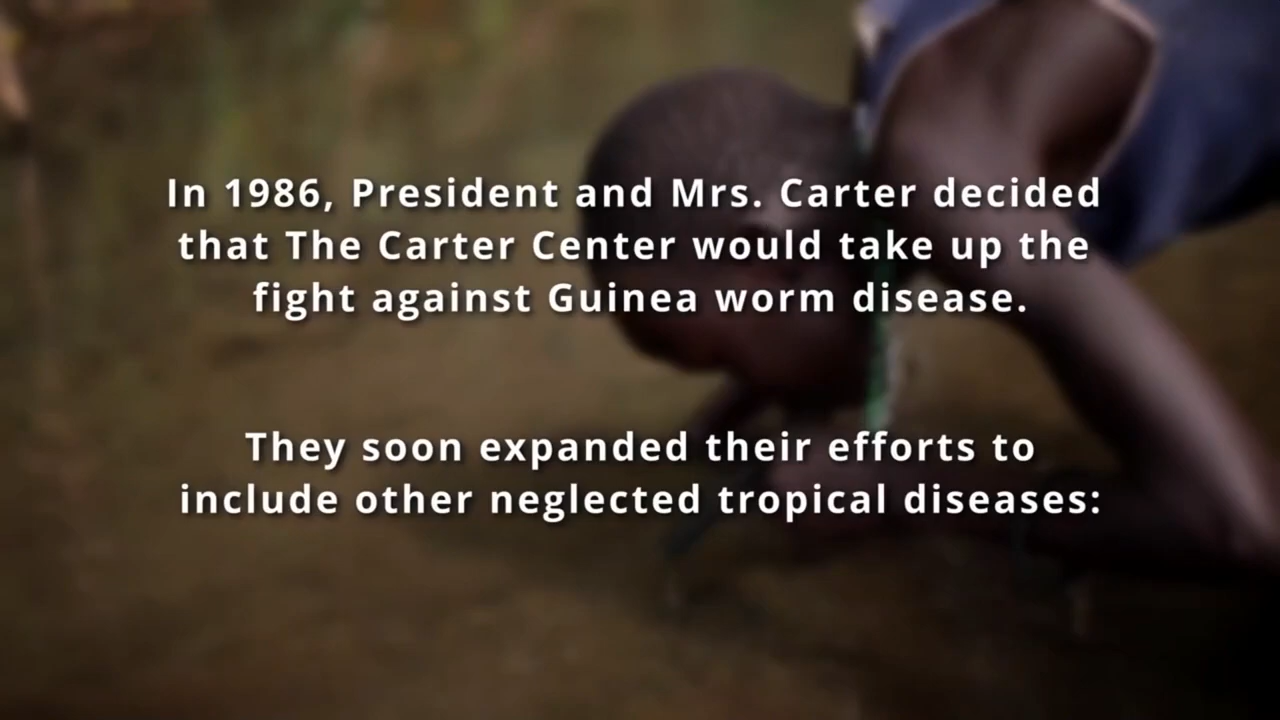 In 1986, President and Mrs. Carter decided
that The Carter Center would take up the
fight against Guinea worm disease.
They soon expanded their efforts to
include other neglected tropical diseases: